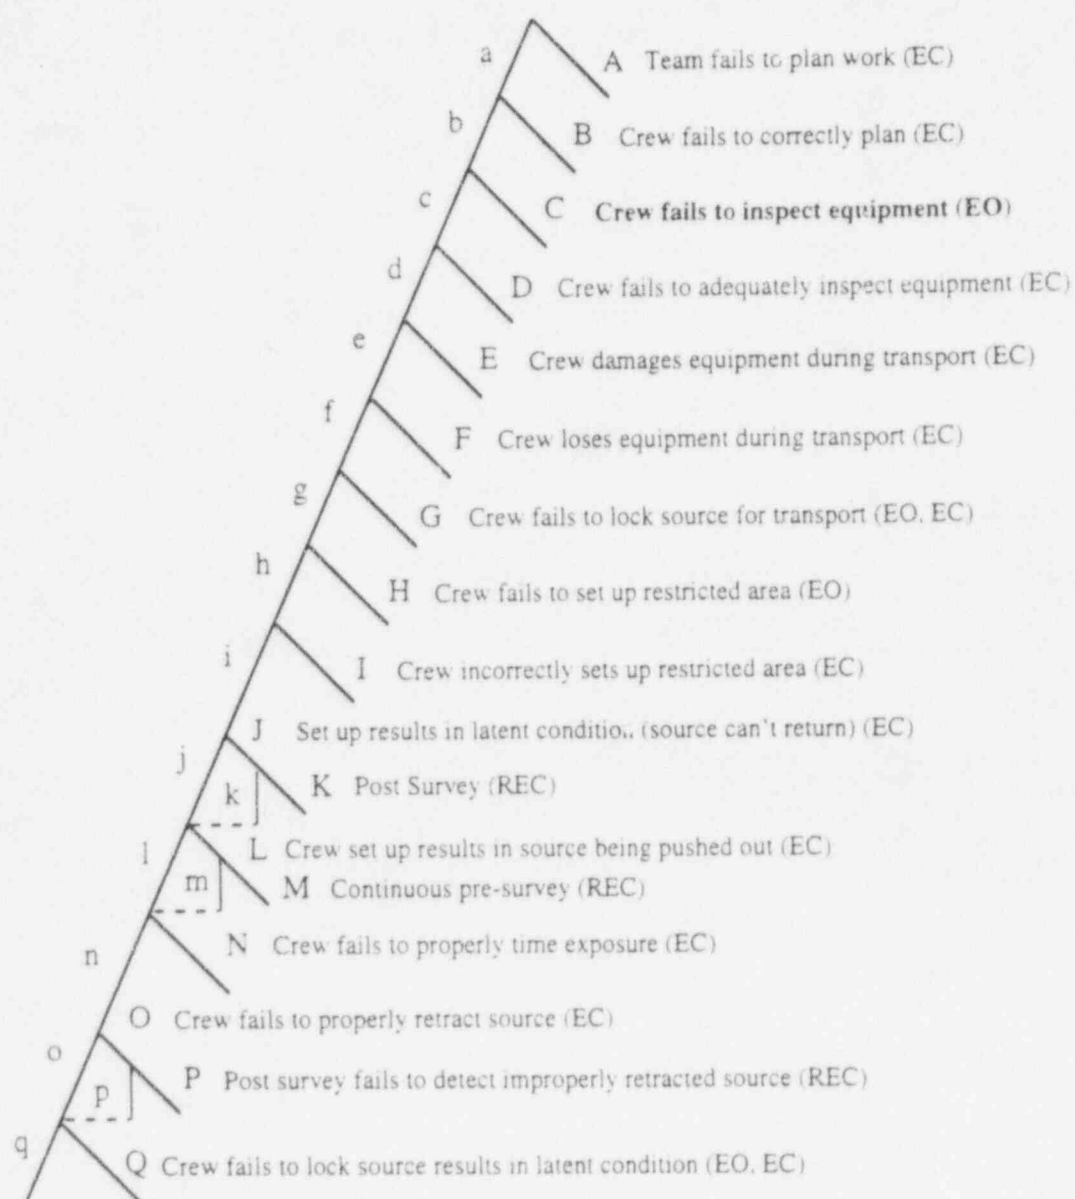 a
A Team fails to plan work (EC)
b
B Crew fails to correctly plan (EC)
c
C Crew fails to inspect equipment (EO)
d
D Crew fails to adequately inspect equipment (EC)
e
E Crew damages equipment during transport (EC)
f
F Crew loses equipment during transport (EC)
g
G Crew fails to lock source for transport (EO, EC)
h
H Crew fails to set up restricted area (EO)
i
I Crew incorrectly sets up restricted area (EC)
J Set up results in latent condition (source can't return) (EC)
j
k
K Post Survey (REC)
l
L Crew set up results in source being pushed out (EC)
m
M Continuous pre-survey (REC)
n
N Crew fails to properly time exposure (EC)
O Crew fails to properly retract source (EC)
o
p
P Post survey fails to detect improperly retracted source (REC)
q
Q Crew fails to lock source results in latent condition (EO, EC)